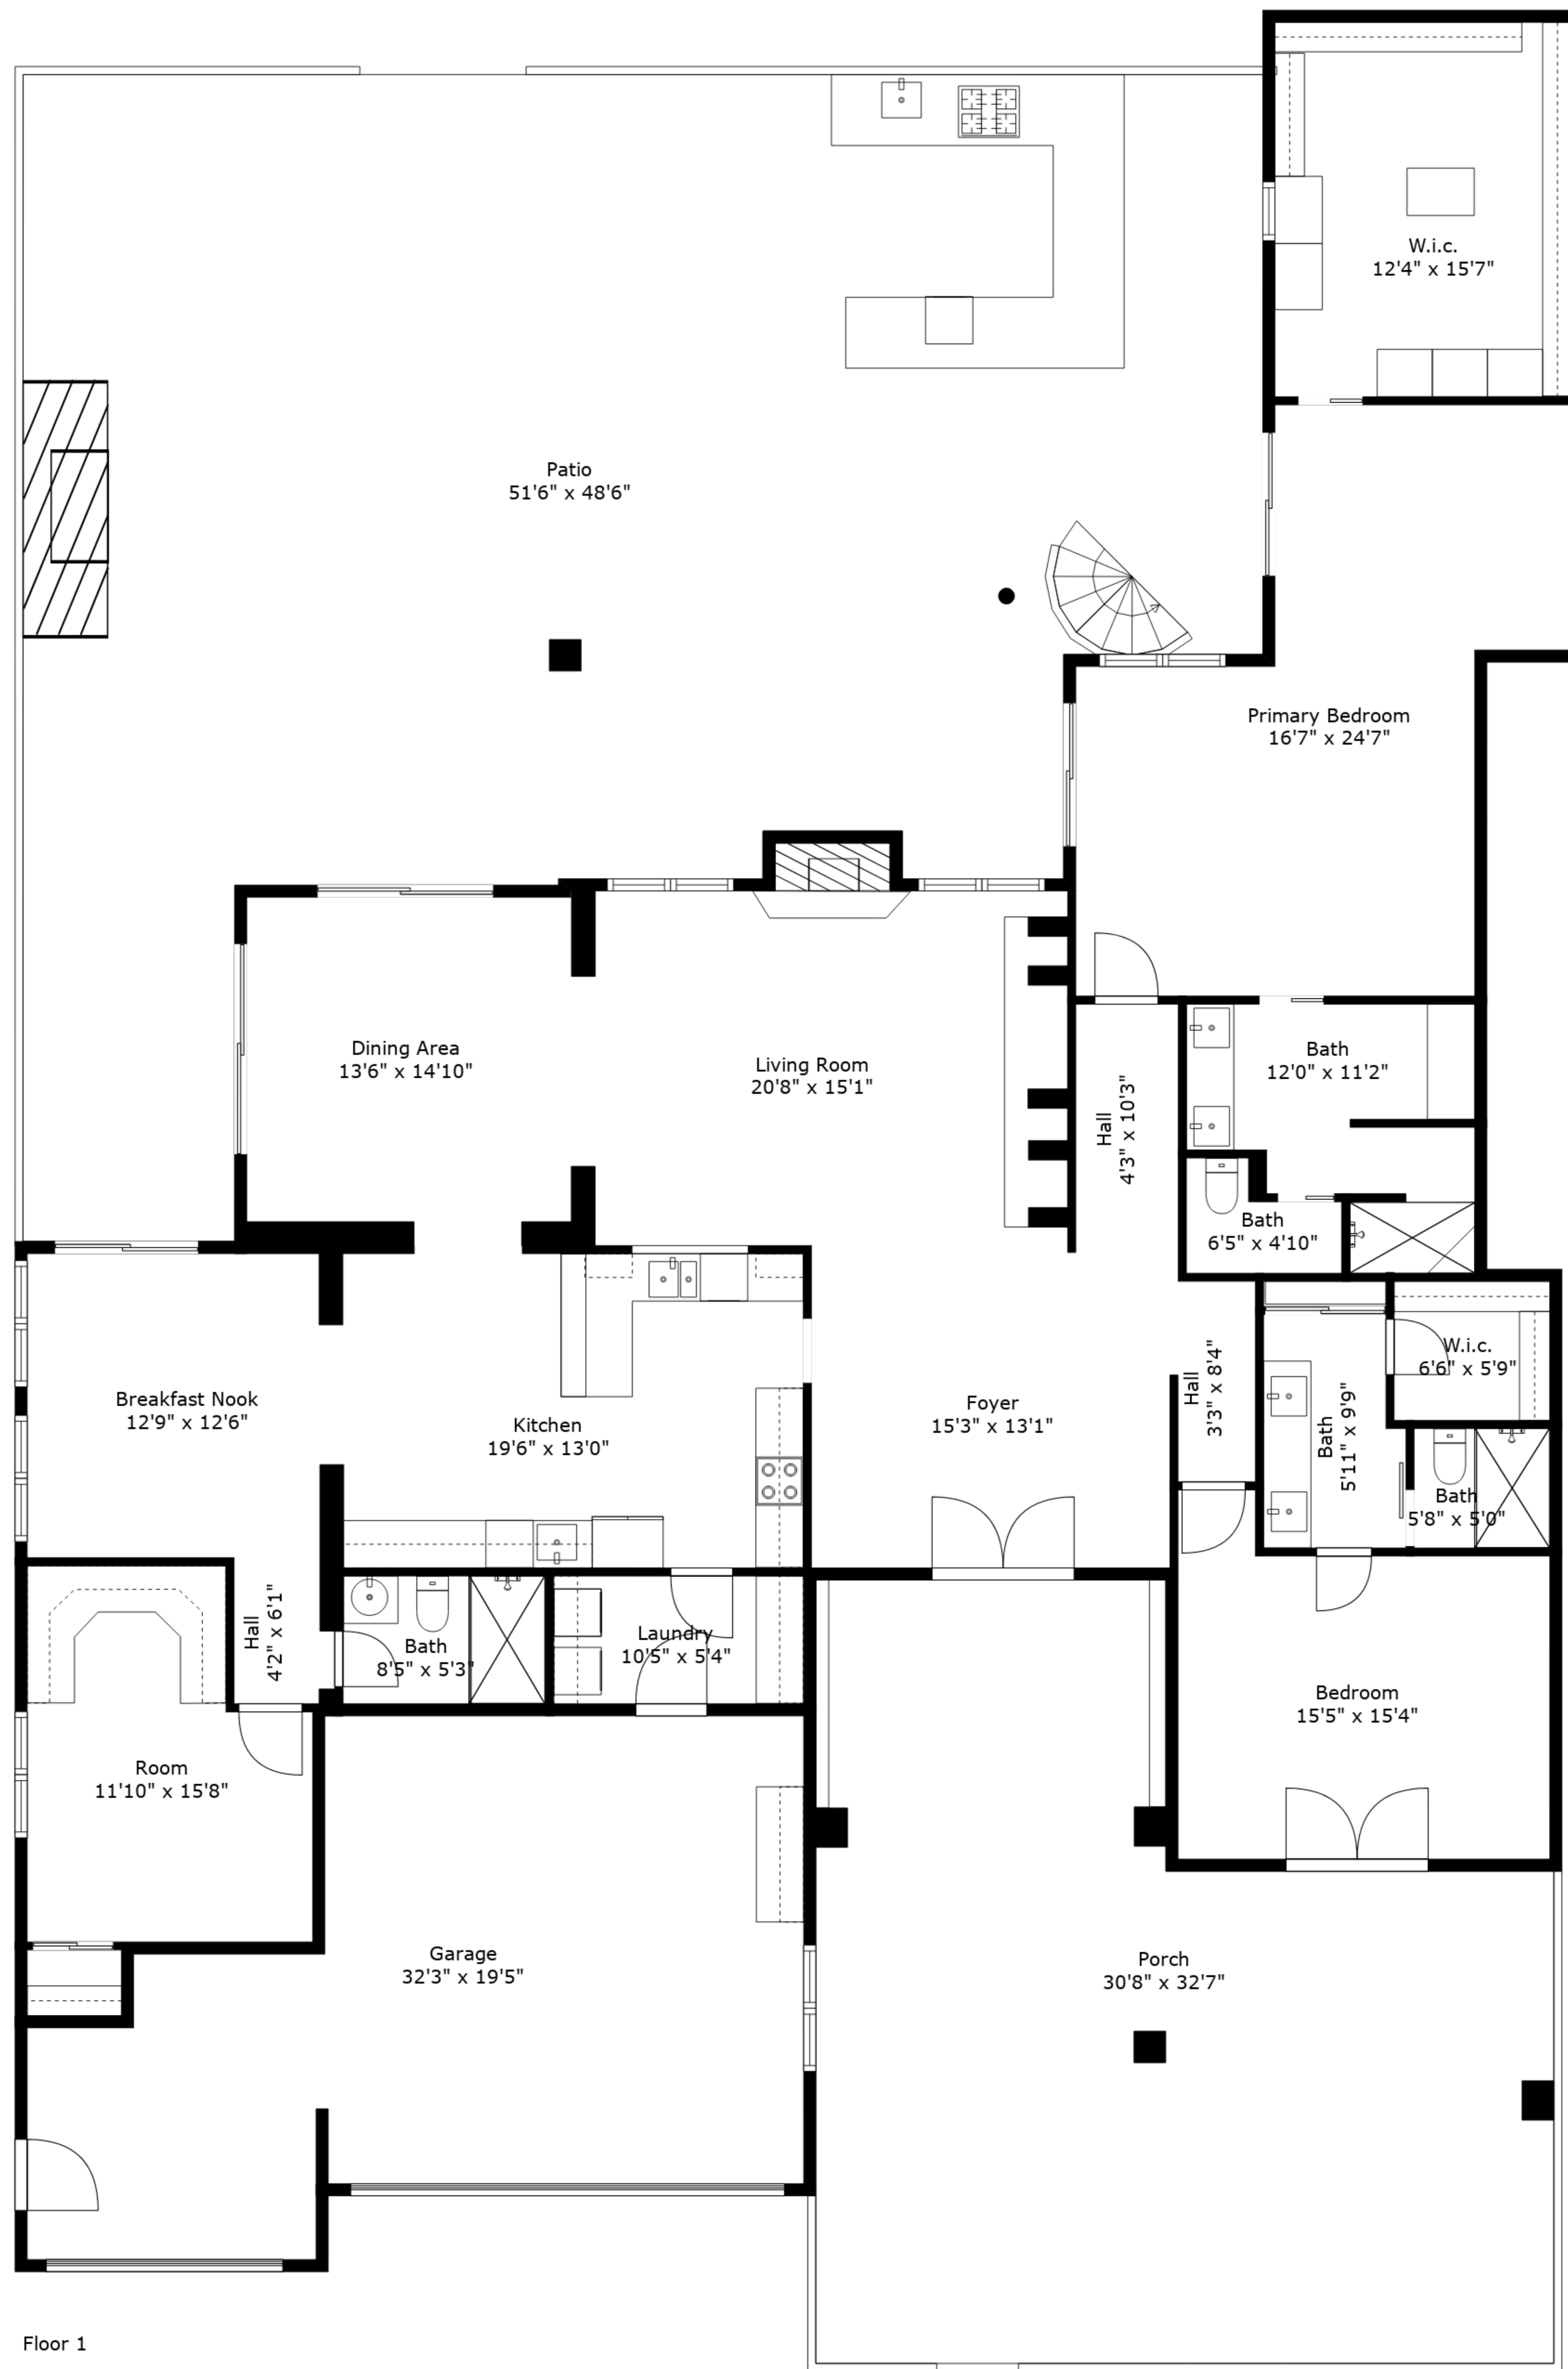 W.i.c.
12'4" x 15'7"
Patio
51'6" x 48'6"
Primary Bedroom
16'7" x 24'7"
Dining Area
13'6" x 14'10"
Living Room
20'8" x 15'1"
Hall
4'3" x 10'3"
Bath
12'0" x 11'2"
Bath
6'5" x 4'10"
Breakfast Nook
12'9" x 12'6"
Kitchen
19'6" x 13'0"
Foyer
15'3" x 13'1"
Hall
3'3" x 8'4"
Bath
5'11" x 9'9"
W.i.c.
6'6" x 5'9"
Bath
5'8" x 5'0"
Hall
4'2" x 6'1"
Bath
8'5" x 5'3"
Laundry
10'5" x 5'4"
Bedroom
15'5" x 15'4"
Room
11'10" x 15'8"
Garage
32'3" x 19'5"
Porch
30'8" x 32'7"
Floor 1